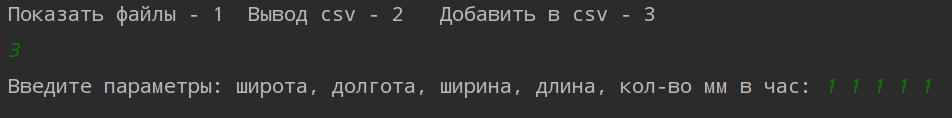 Показать файлы - 1  Вывод csv - 2   Добавить в csv - 3
3
Введите параметры: широта, долгота, ширина, длина, кол-во мм в час: 1 1 1 1 1